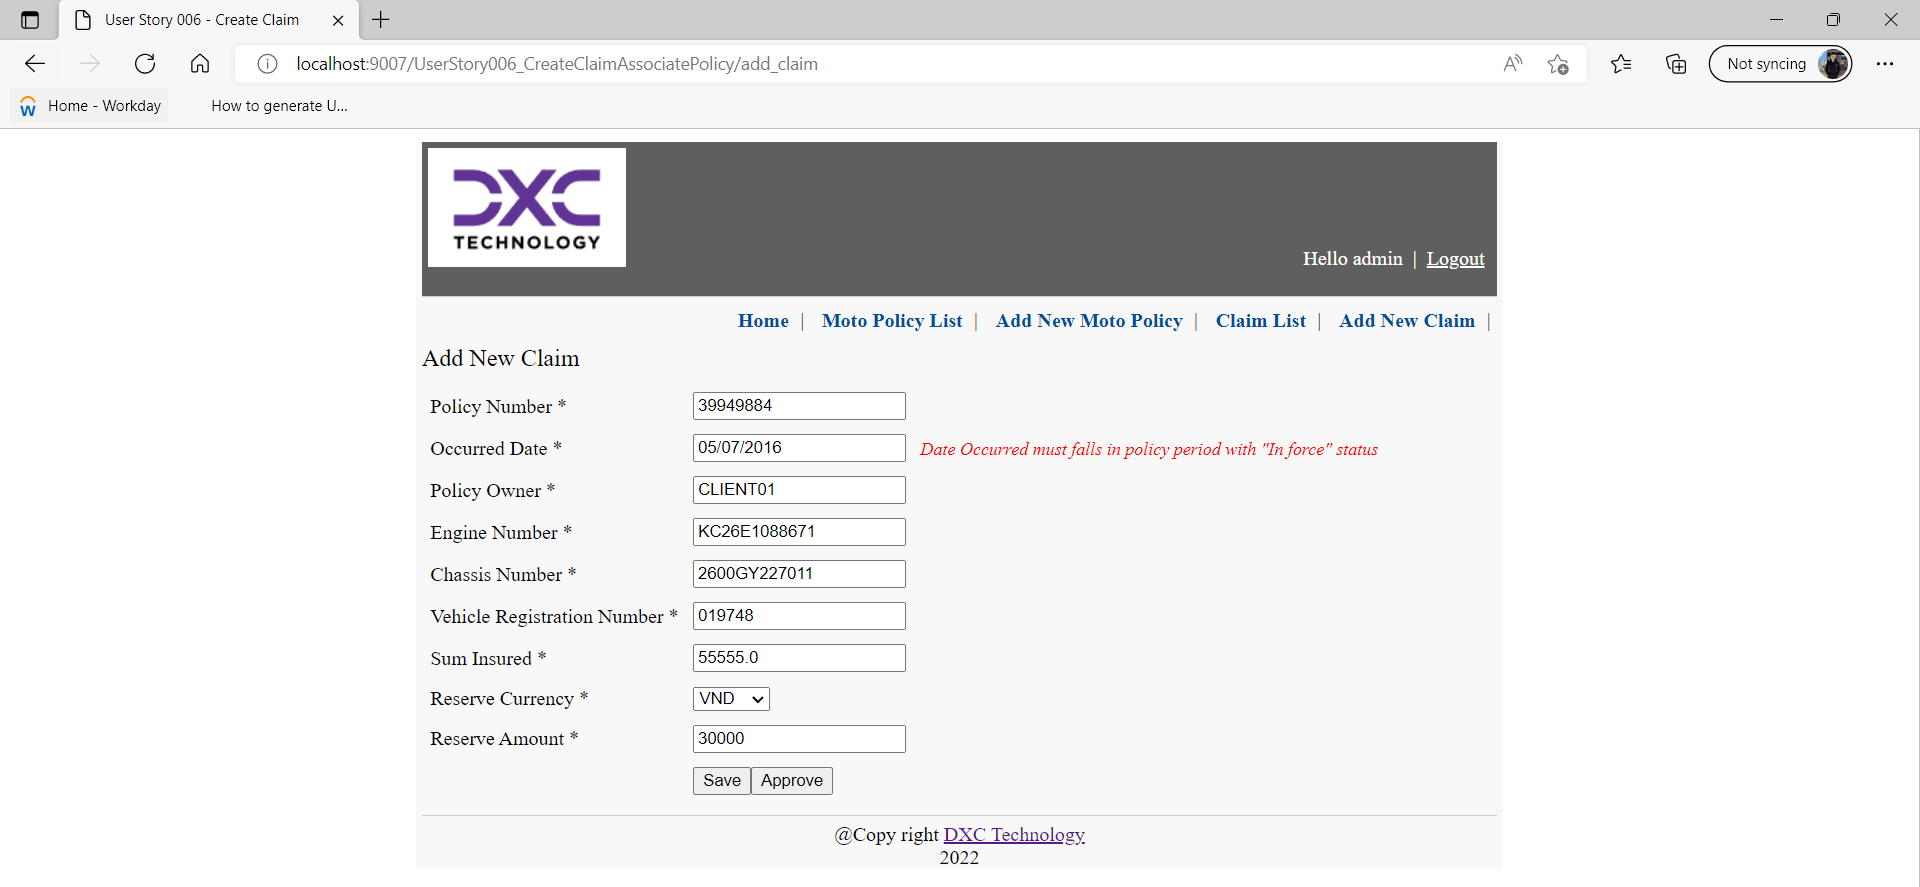 User Story 006 - Create Claim
localhost:9007/UserStory006_CreateClaimAssociatePolicy/add_claim
Not syncing
Home - Workday
How to generate U...
DXC
TECHNOLOGY
Hello admin | Logout
Home | Moto Policy List | Add New Moto Policy | Claim List | Add New Claim |
Add New Claim
Policy Number * 39949884
Occurred Date * 05/07/2016 Date Occurred must falls in policy period with "In force" status
Policy Owner * CLIENT01
Engine Number * KC26E1088671
Chassis Number * 2600GY227011
Vehicle Registration Number * 019748
Sum Insured * 55555.0
Reserve Currency * VND
Reserve Amount * 30000
Save Approve
@Copy right DXC Technology
2022